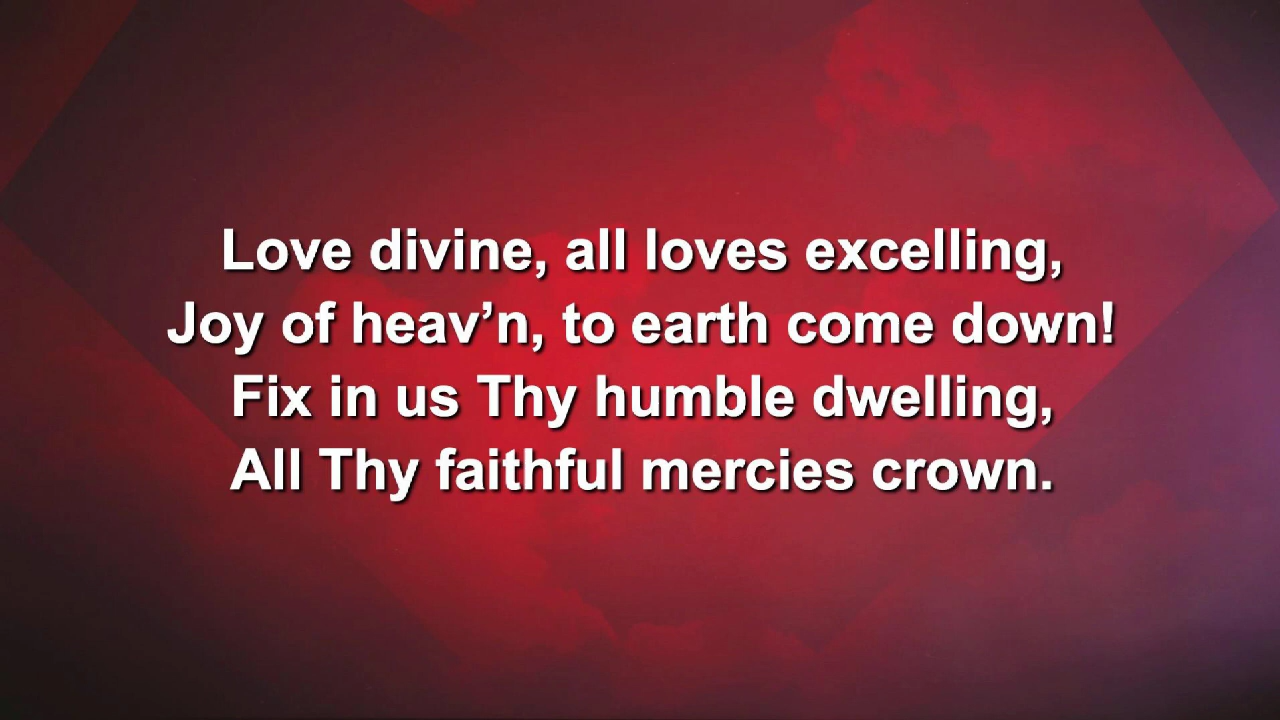 Love divine, all loves excelling,
Joy of heav’n, to earth come down!
Fix in us Thy humble dwelling,
All Thy faithful mercies crown.